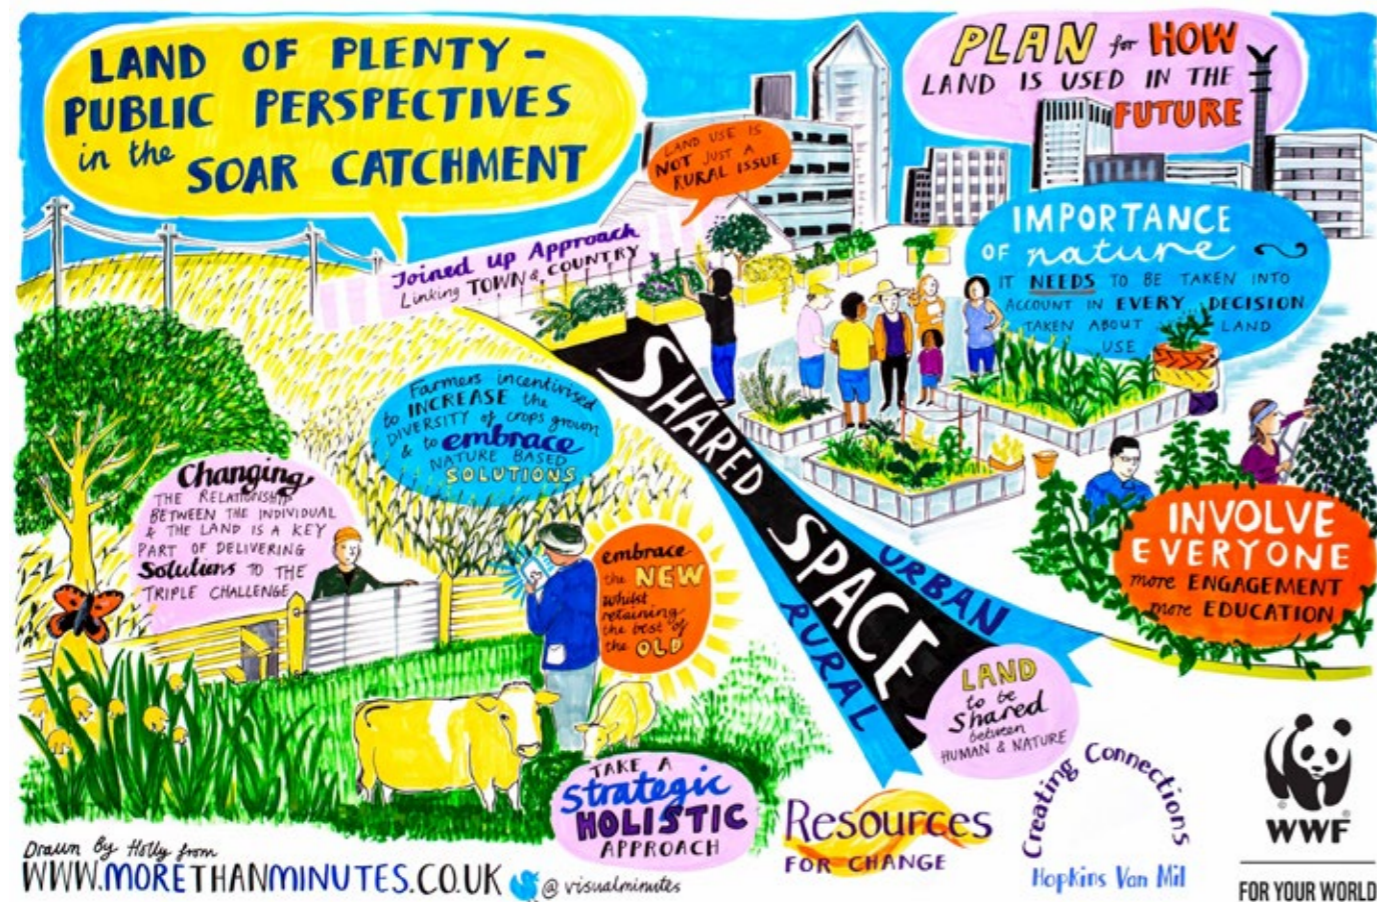 LAND OF PLENTY -
PUBLIC PERSPECTIVES
in the SOAR CATCHMENT
PLAN for HOW
LAND IS USED IN THE
FUTURE
LAND USE IS
NOT JUST A
RURAL ISSUE
Joined Up Approach
Linking TOWN & COUNTRY
IMPORTANCE
OF nature
IT NEEDS TO BE TAKEN INTO
ACCOUNT IN EVERY DECISION
TAKEN ABOUT LAND
USE
Farmers incentivised
to INCREASE the
DIVERSITY of crops grown
& to embrace
NATURE BASED
SOLUTIONS
Changing
THE RELATIONSHIP
BETWEEN THE INDIVIDUAL
& THE LAND IS A KEY
PART OF DELIVERING
Solutions TO THE
TRIPLE CHALLENGE
embrace
the NEW
whilst
retaining
the best of
the OLD
SHARED SPACE
URBAN
RURAL
INVOLVE
EVERYONE
more ENGAGEMENT
more EDUCATION
LAND
to be
Shared
between
HUMAN & NATURE
TAKE A
Strategic
HOLISTIC
APPROACH
Resources
FOR CHANGE
Creating Connections
Hopkins Van Mil
WWF
FOR YOUR WORLD
Drawn By Holly from
WWW.MORETHANMINUTES.CO.UK @visualminutes